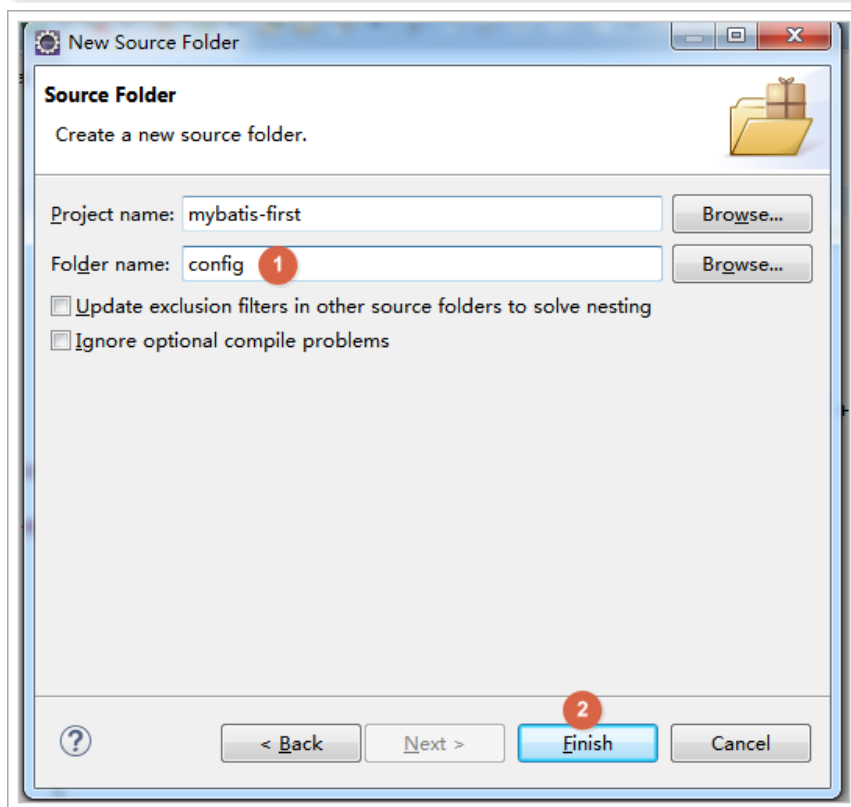 New Source Folder
Source Folder
Create a new source folder.
Project name: mybatis-first Browse...
Folder name: config 1 Browse...
Update exclusion filters in other source folders to solve nesting
Ignore optional compile problems
2
? < Back Next > Finish Cancel